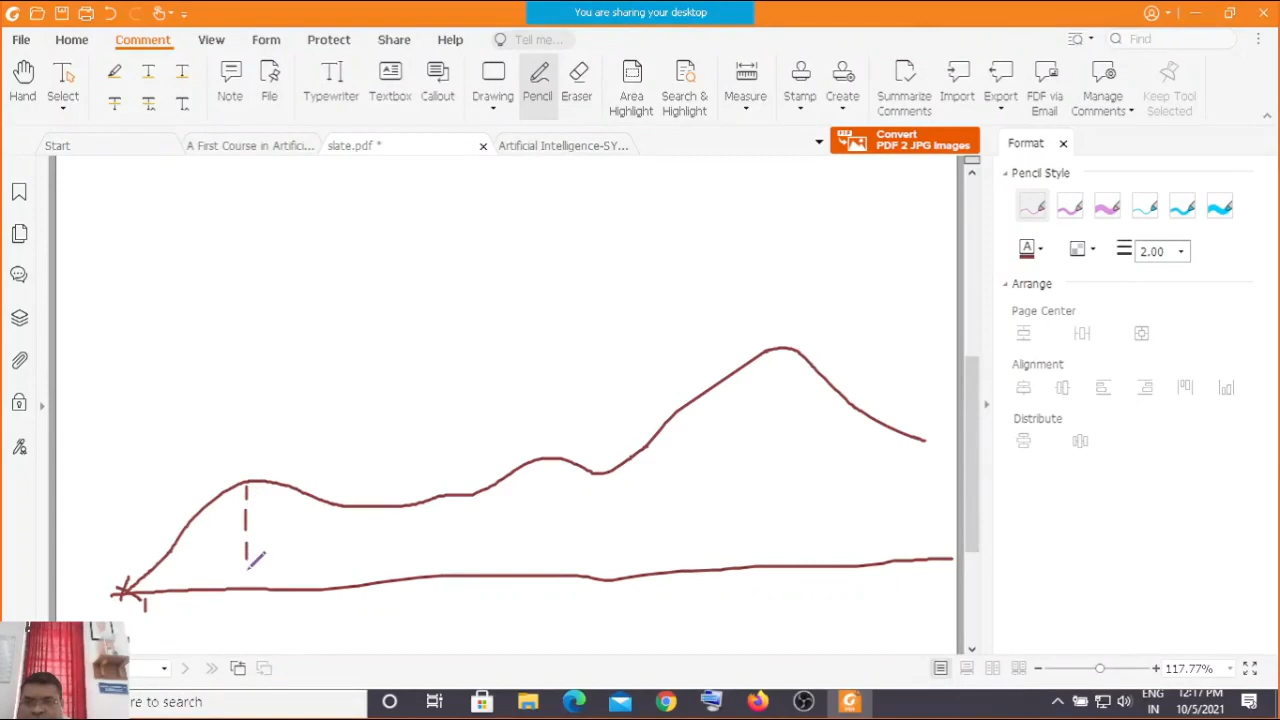 You are sharing your desktop
File Home Comment View Form Protect Share Help Tell me... Find
Hand Select Note File Typewriter Textbox Callout Drawing Pencil Eraser Area Highlight Search & Highlight Measure Stamp Create Summarize Comments Import Export FDF via Email Manage Comments Keep Tool Selected
Start A First Course in Artifici... slate.pdf * Artificial Intelligence-SY... Convert PDF 2 JPG Images
Format
Pencil Style
A 2.00
Arrange
Page Center
Alignment
Distribute
117.77%
re to search
ENG
IN
12:17 PM
10/5/2021